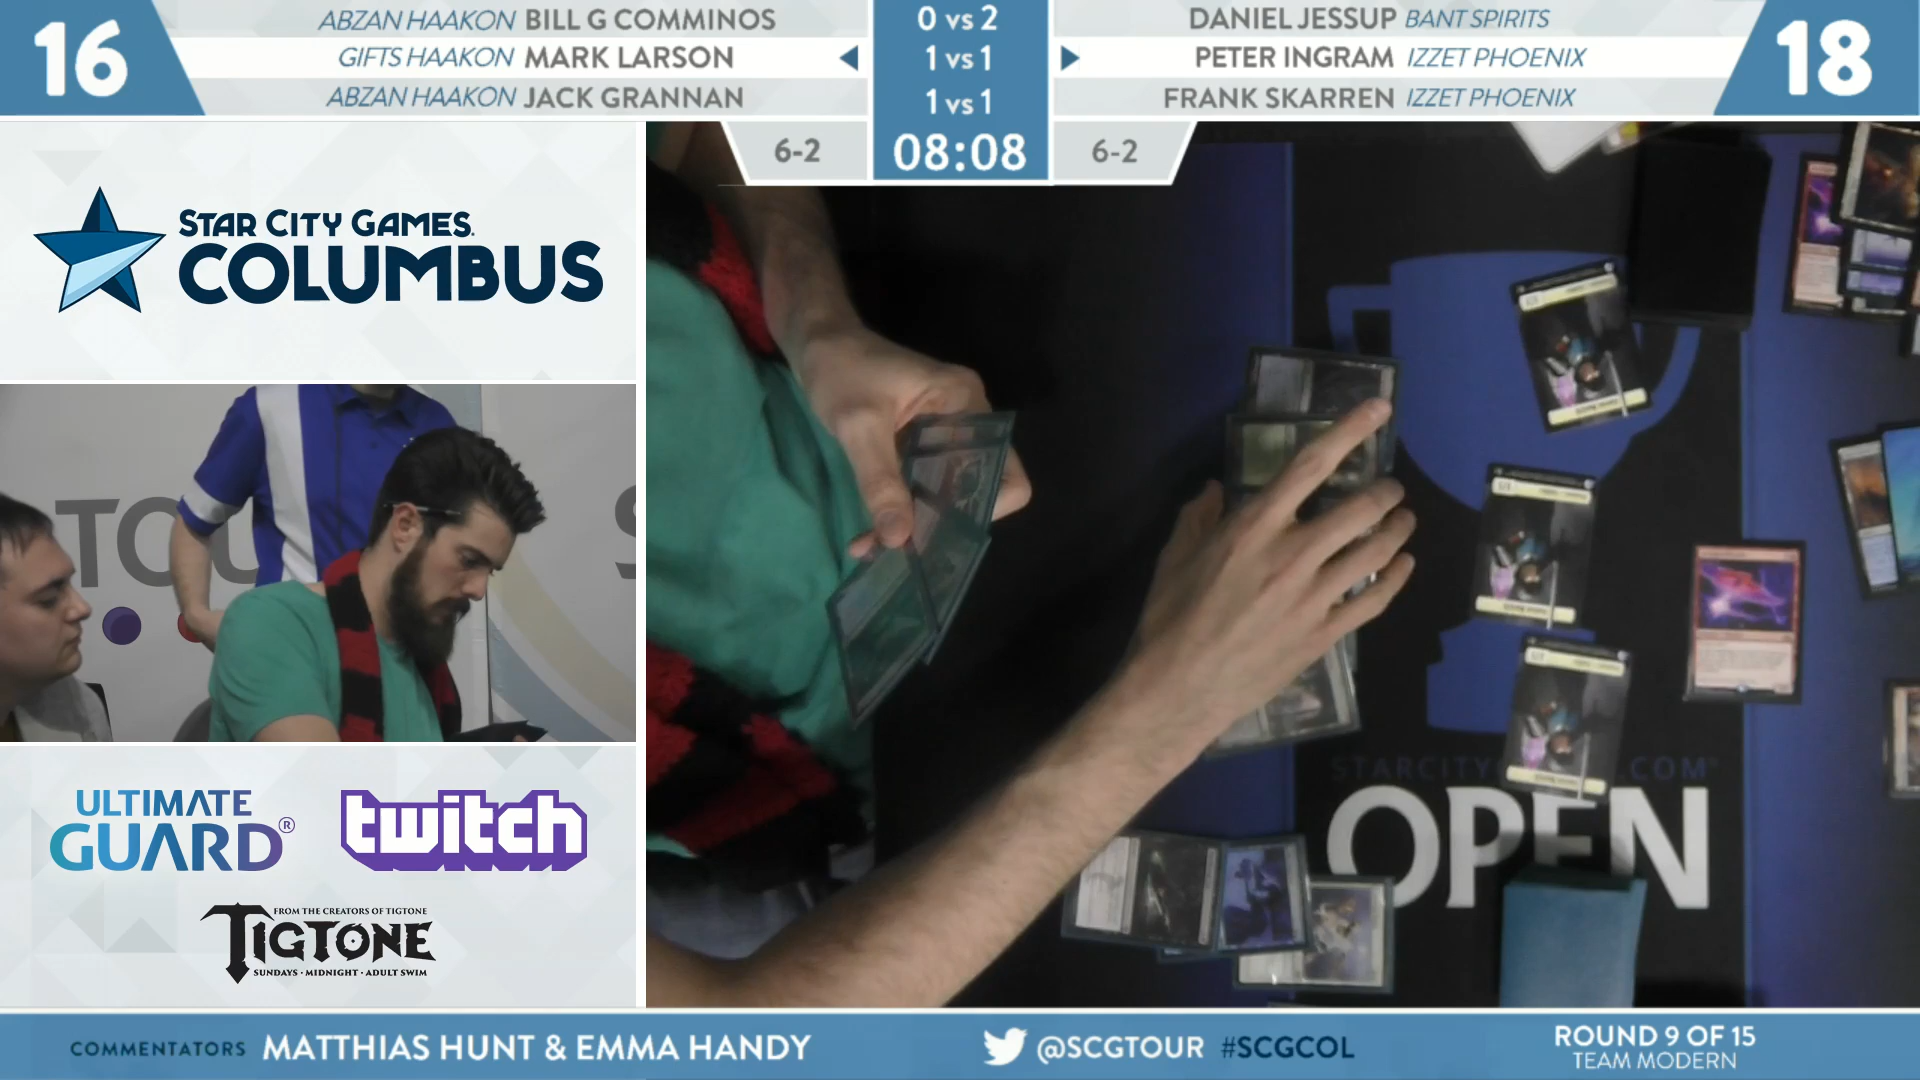 16
ABZAN HAAKON BILL G COMMINOS
0 vs 2
DANIEL JESSUP BANT SPIRITS
18
GIFTS HAAKON MARK LARSON
1 vs 1
PETER INGRAM IZZET PHOENIX
ABZAN HAAKON JACK GRANNAN
1 vs 1
FRANK SKARREN IZZET PHOENIX
6-2
08:08
6-2
STAR CITY GAMES.
COLUMBUS
TOU
S
ULTIMATE
GUARD®
twitch
FROM THE CREATORS OF TIGTONE
TIGTONE
SUNDAYS · MIDNIGHT · ADULT SWIM
OPEN
COMMENTATORS MATTHIAS HUNT & EMMA HANDY
@SCGTOUR #SCGCOL
ROUND 9 OF 15
TEAM MODERN